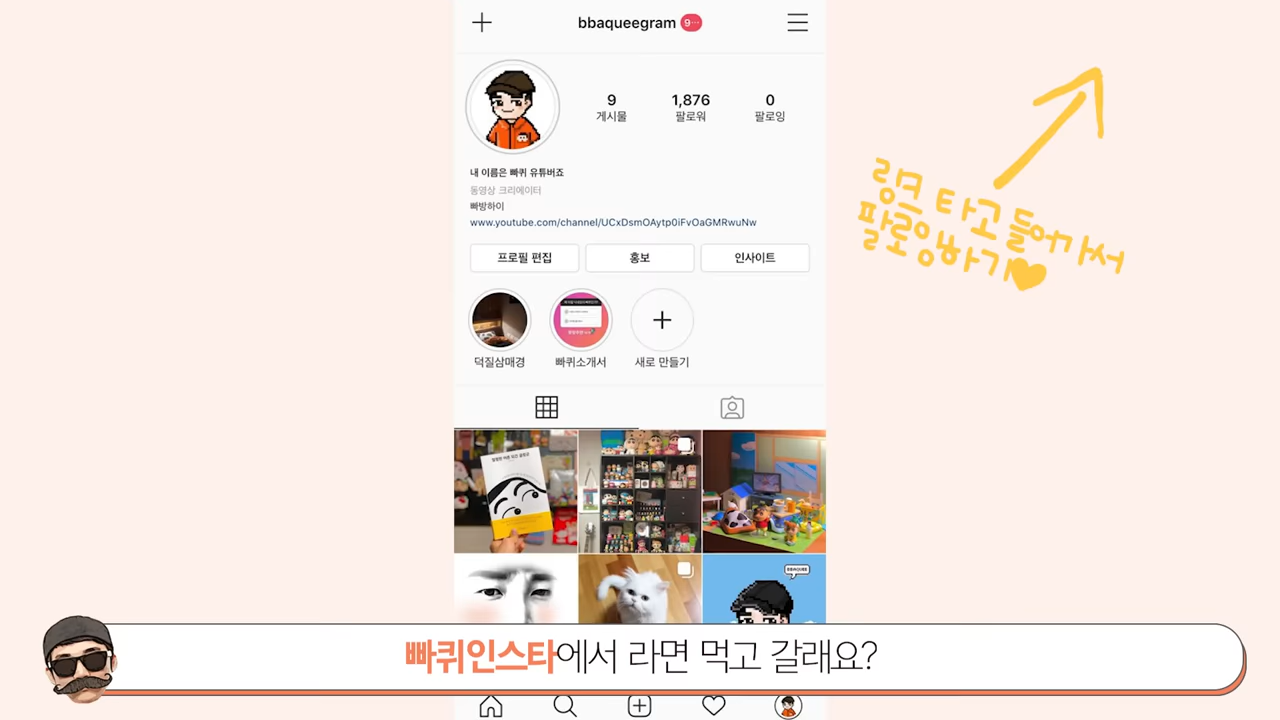 bbaqueegram 9...
9 1,876 0
게시물 팔로워 팔로잉
내 이름은 빠퀴 유튜버죠
동영상 크리에이터
빠방하이
www.youtube.com/channel/UCxDsmOAytp0iFvOaGMRwuNw
프로필 편집 홍보 인사이트
덕질삼매경 빠퀴소개서 새로 만들기
링크 타고 들어가서
팔로잉하기
빠퀴인스타에서 라면 먹고 갈래요?